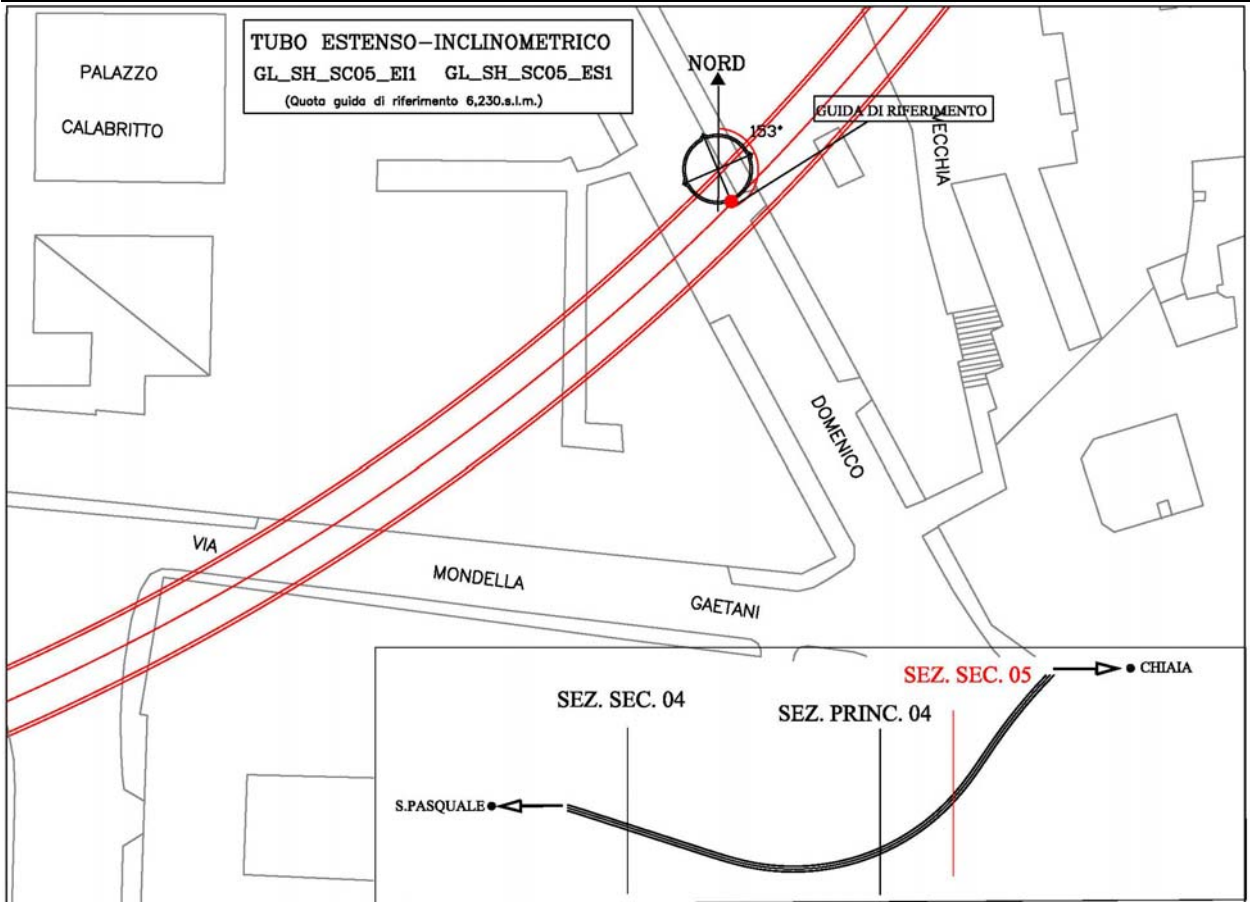 TUBO ESTENSO-INCLINOMETRICO
GL_SH_SC05_EI1 GL_SH_SC05_ES1
(Quota guida di riferimento 6,230.s.l.m.)
PALAZZO
CALABRITTO
NORD
153°
GUIDA DI RIFERIMENTO
VECCHIA
DOMENICO
VIA
MONDELLA
GAETANI
SEZ. SEC. 04
SEZ. PRINC. 04
SEZ. SEC. 05
CHIAIA
S.PASQUALE